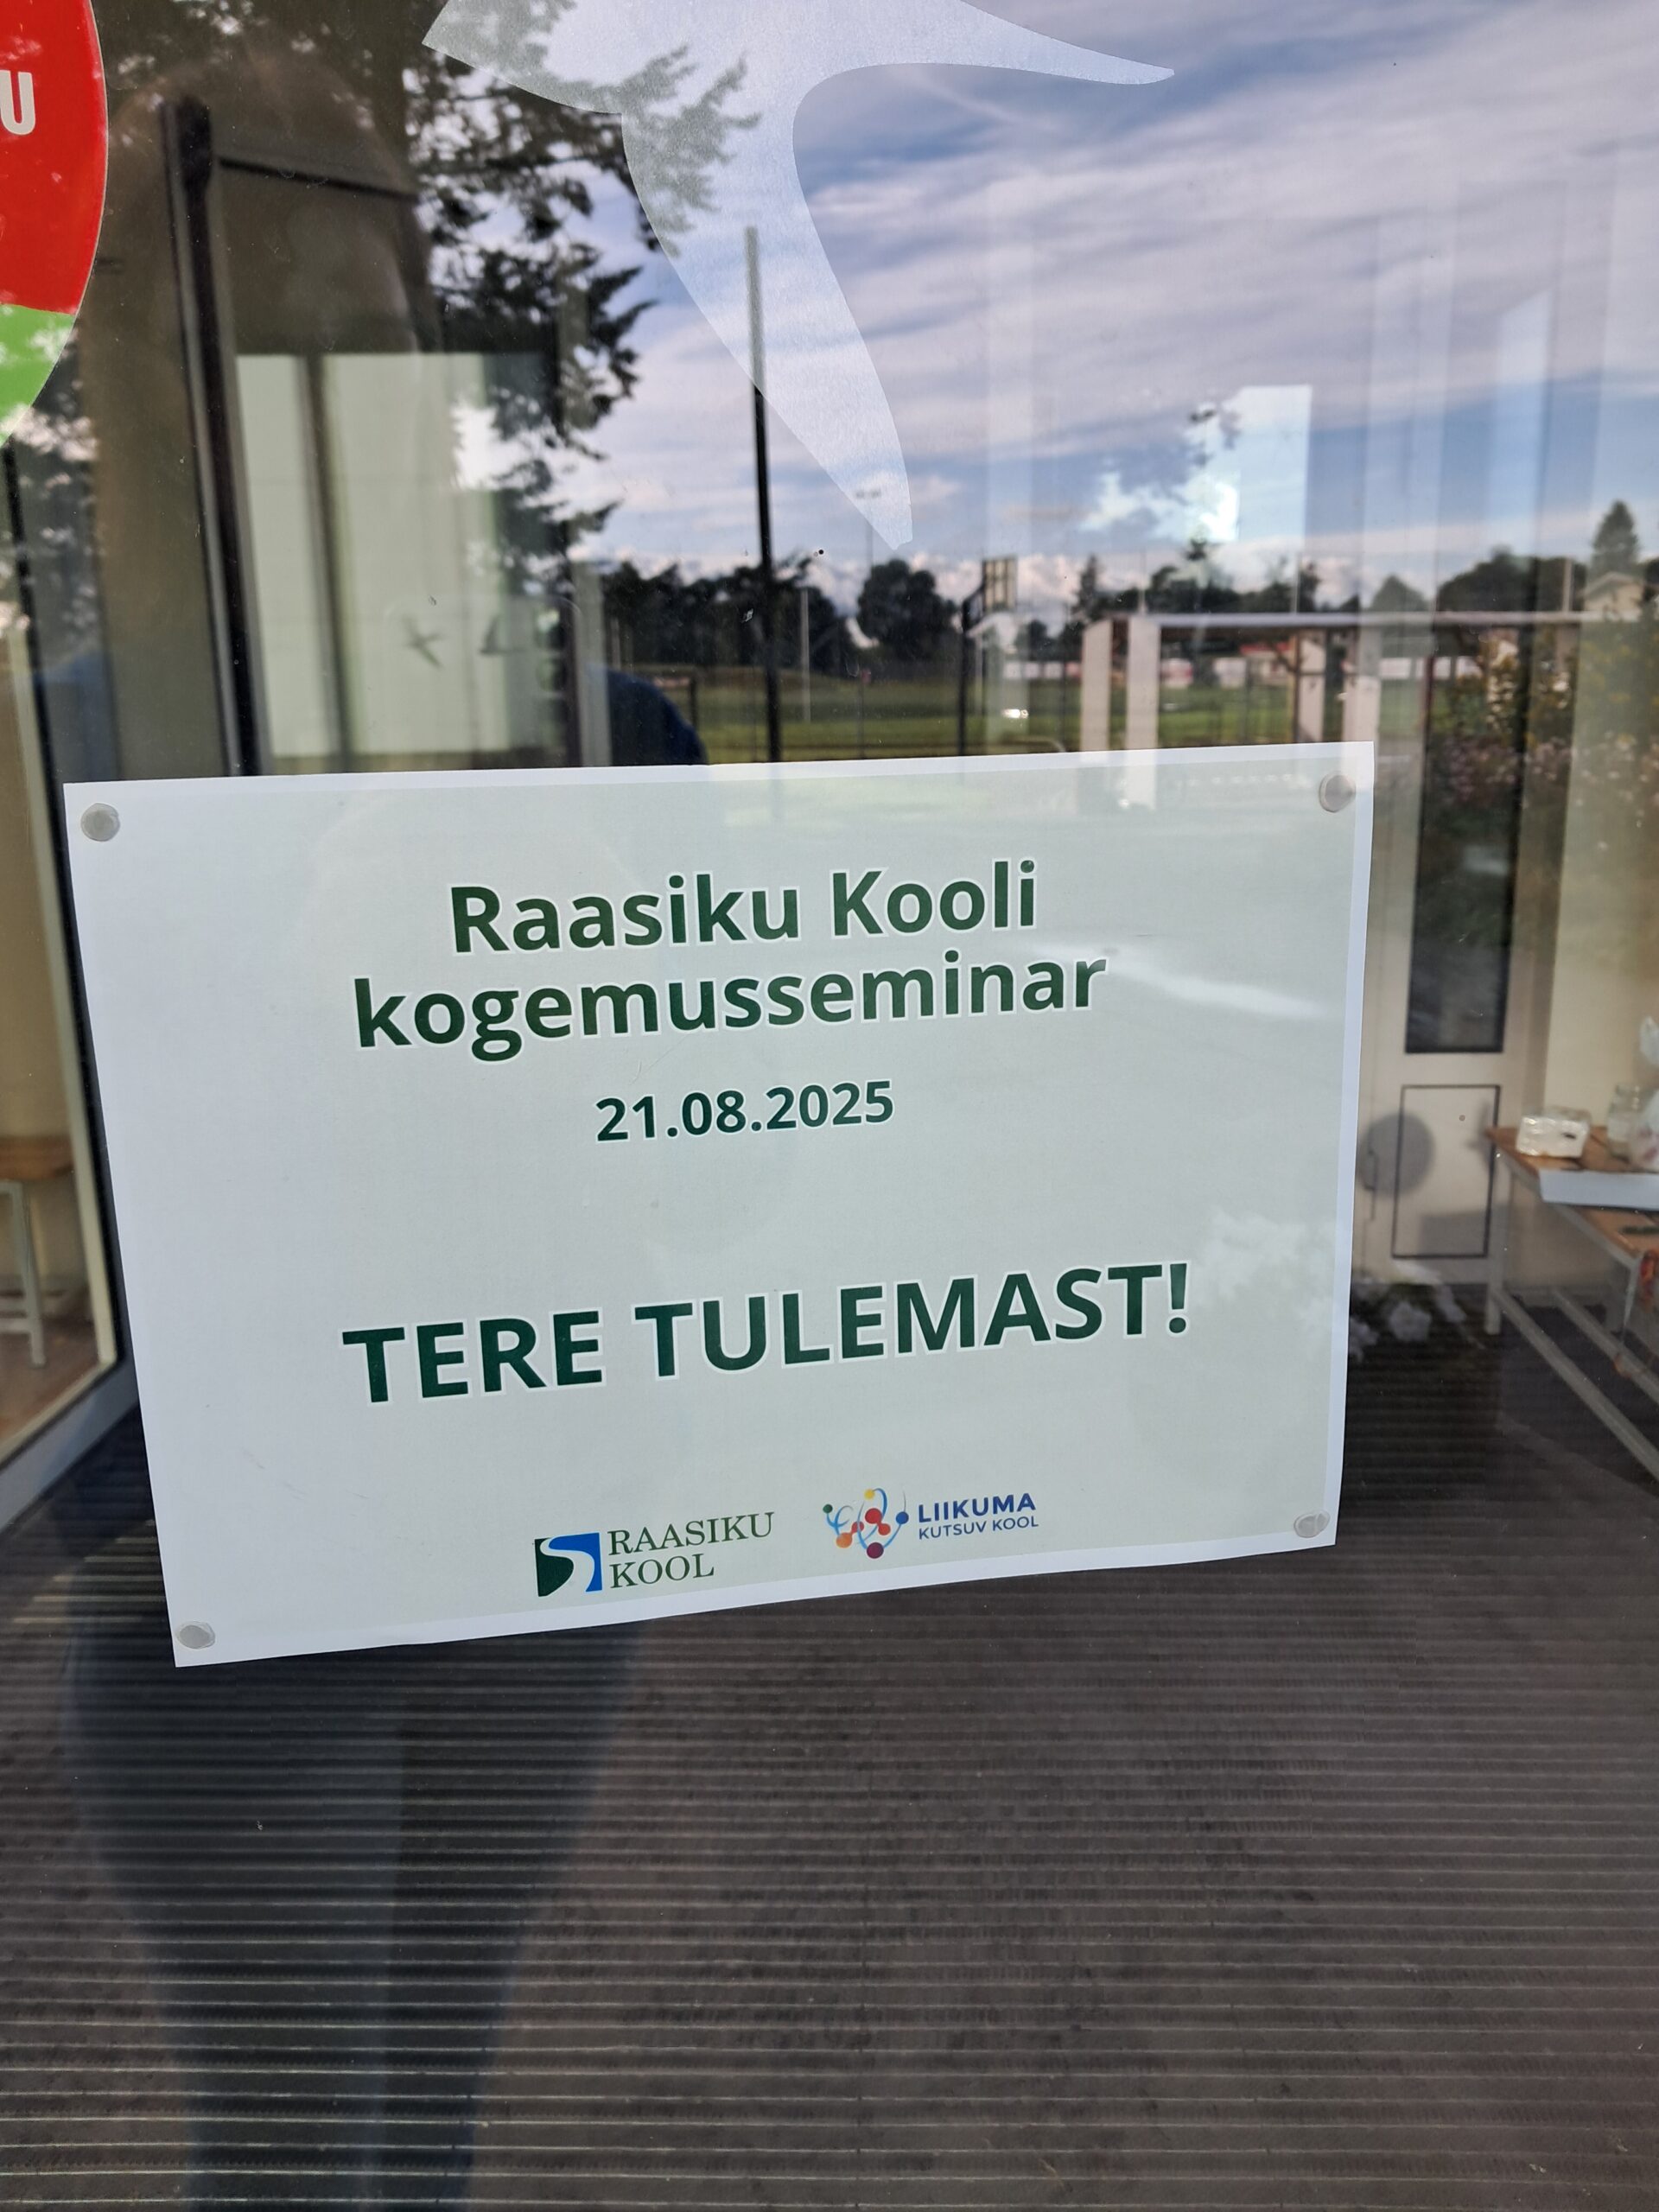 U
Raasiku Kooli
kogemusseminar
21.08.2025
TERE TULEMAST!
RAASIKU
KOOL
LIIKUMA
KUTSUV KOOL